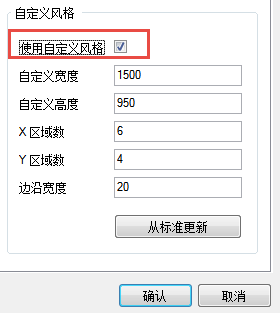 自定义风格
使用自定义风格
自定义宽度 1500
自定义高度 950
X 区域数 6
Y 区域数 4
边沿宽度 20
从标准更新
确认 取消